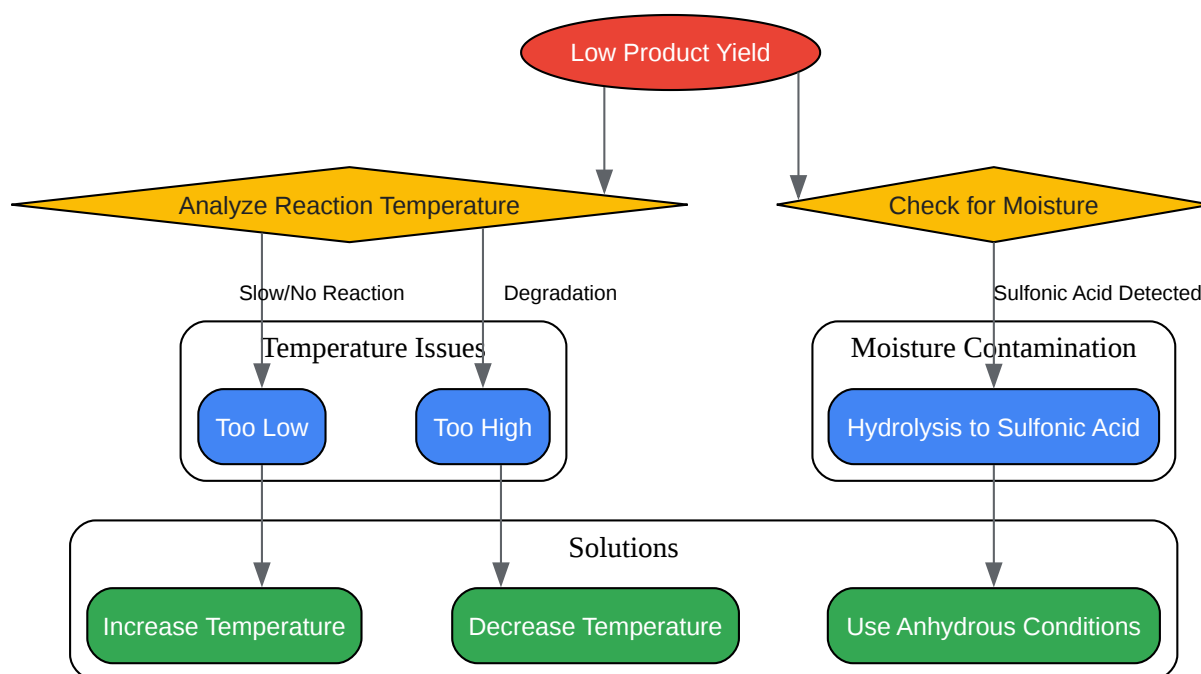 Low Product Yield
Analyze Reaction Temperature
Check for Moisture
Slow/No Reaction
Degradation
Sulfonic Acid Detected
Temperature Issues
Moisture Contamination
Too Low
Too High
Hydrolysis to Sulfonic Acid
Solutions
Increase Temperature
Decrease Temperature
Use Anhydrous Conditions